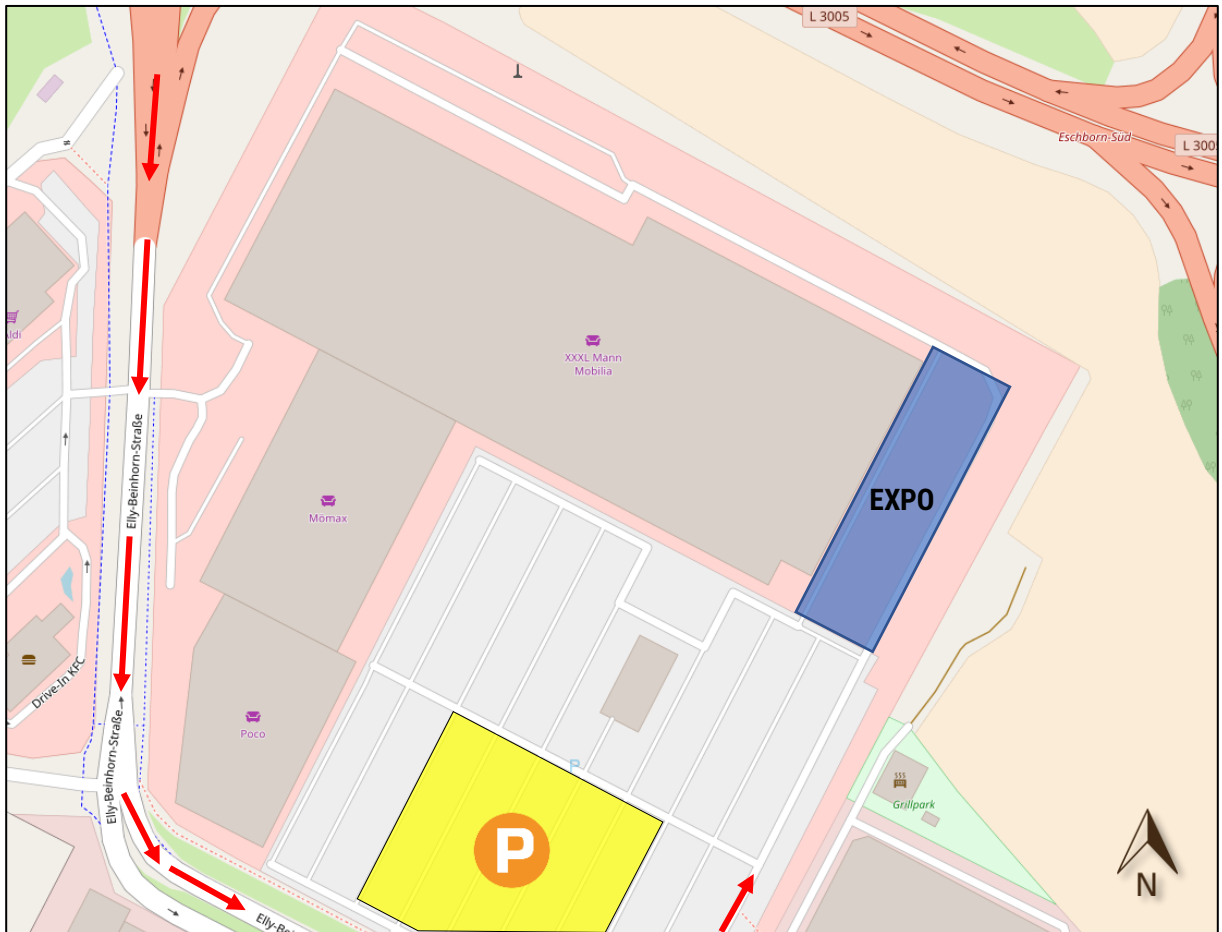 L 3005
Eschborn-Süd
L 300
XXXL Mann
Mobilia
Elly-Beinhorn-Straße
EXPO
Mömax
Drive-In KFC
Elly-Beinhorn-Straße
Poco
P
P
Grillpark
N